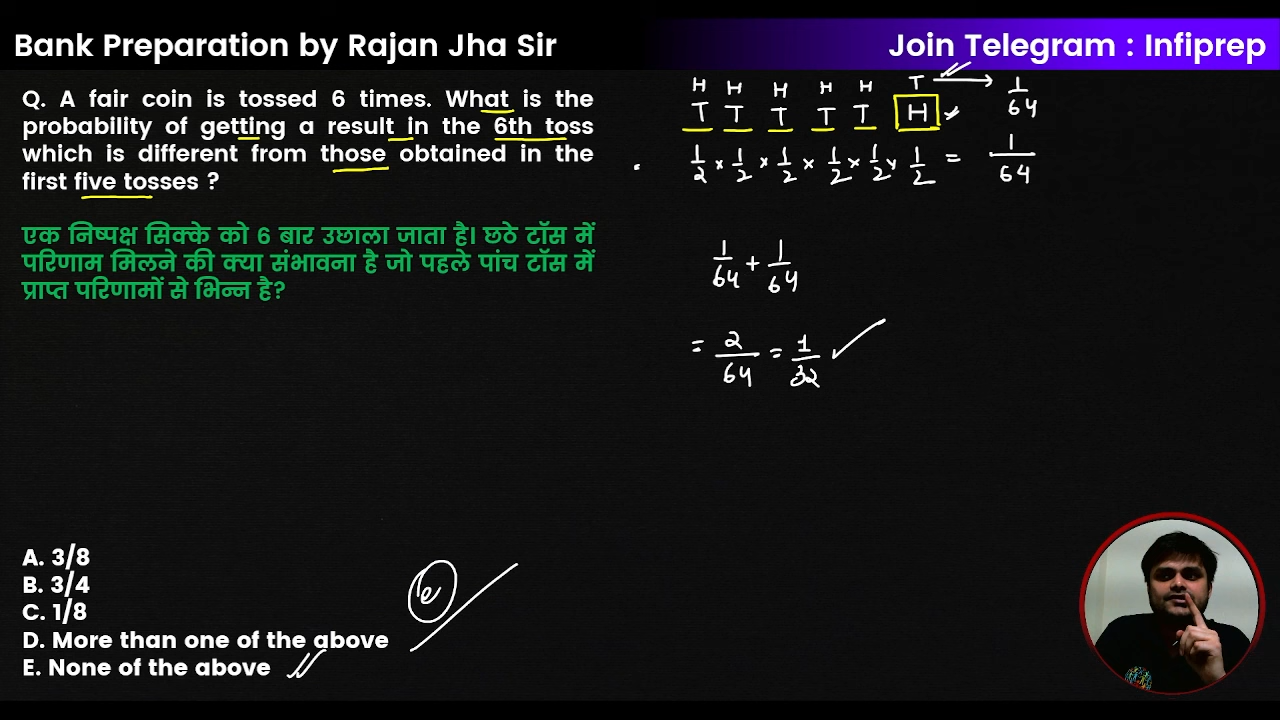 Bank Preparation by Rajan Jha Sir
Join Telegram : Infiprep
Q. A fair coin is tossed 6 times. What is the
probability of getting a result in the 6th toss
which is different from those obtained in the
first five tosses ?
एक निष्पक्ष सिक्के को 6 बार उछाला जाता है। छठे टॉस में
परिणाम मिलने की क्या संभावना है जो पहले पांच टॉस में
प्राप्त परिणामों से भिन्न है?
H H H H H T → 1/64
T T T T T H
1/2 × 1/2 × 1/2 × 1/2 × 1/2 × 1/2 = 1/64
1/64 + 1/64
= 2/64 = 1/32
A. 3/8
B. 3/4
C. 1/8
D. More than one of the above
E. None of the above
e